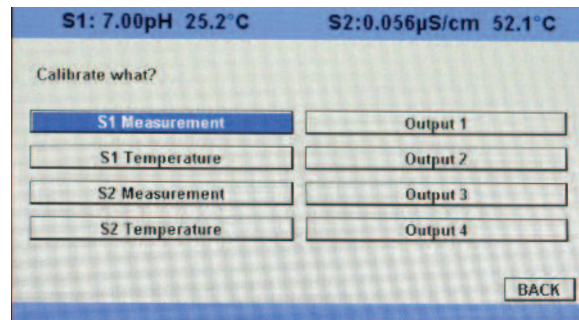 S1: 7.00pH 25.2°C S2:0.056µS/cm 52.1°C
Calibrate what?
S1 Measurement Output 1
S1 Temperature Output 2
S2 Measurement Output 3
S2 Temperature Output 4
BACK